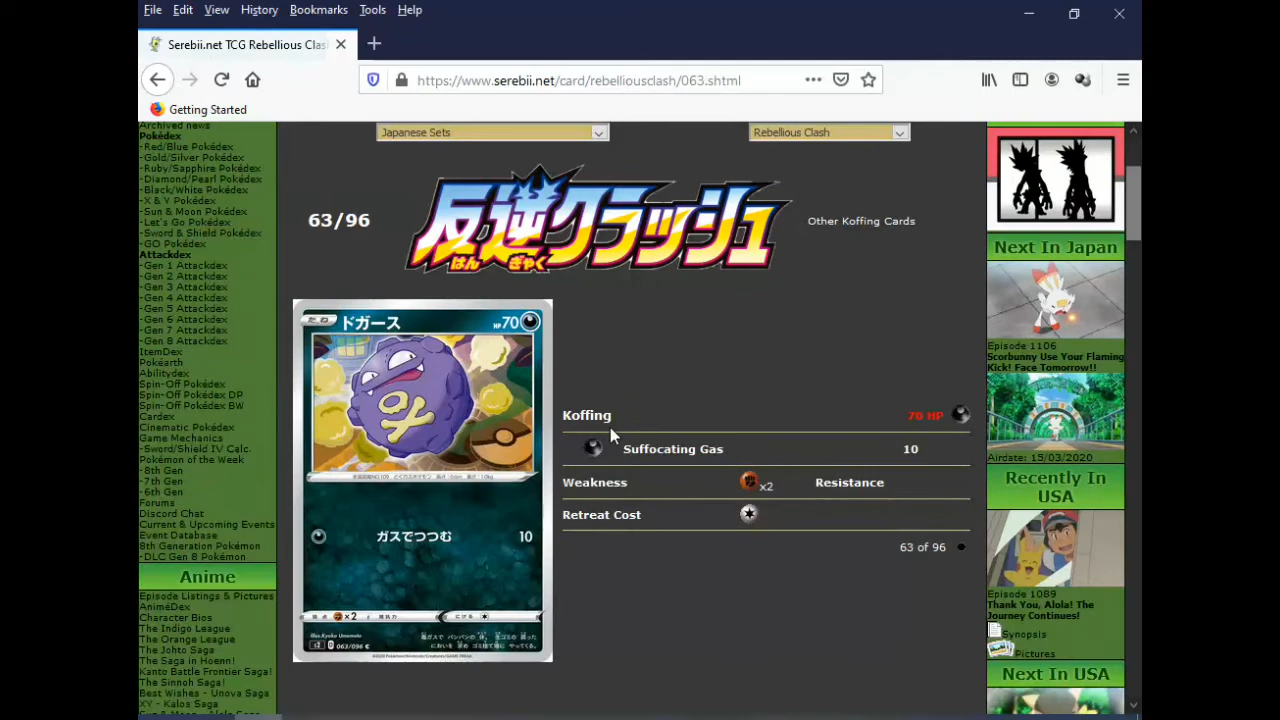 File Edit View History Bookmarks Tools Help
Serebii.net TCG Rebellious Clas
https://www.serebii.net/card/rebelliousclash/063.shtml
Getting Started
Archived news
Pokédex
-Red/Blue Pokédex
-Gold/Silver Pokédex
-Ruby/Sapphire Pokédex
-Diamond/Pearl Pokédex
-Black/White Pokédex
-X & Y Pokédex
-Sun & Moon Pokédex
-Let's Go Pokédex
-Sword & Shield Pokédex
-GO Pokédex
Attackdex
-Gen 1 Attackdex
-Gen 2 Attackdex
-Gen 3 Attackdex
-Gen 4 Attackdex
-Gen 5 Attackdex
-Gen 6 Attackdex
-Gen 7 Attackdex
-Gen 8 Attackdex
ItemDex
Pokéarth
Abilitydex
Spin-Off Pokédex
Spin-Off Pokédex DP
Spin-Off Pokédex BW
Cardex
Cinematic Pokédex
Game Mechanics
-Sword/Shield IV Calc.
Pokémon of the Week
-8th Gen
-7th Gen
-6th Gen
Forums
Discord Chat
Current & Upcoming Events
Event Database
8th Generation Pokémon
-DLC Gen 8 Pokémon
Anime
Episode Listings & Pictures
AniméDex
Character Bios
The Indigo League
The Orange League
The Johto Saga
The Saga in Hoenn!
Kanto Battle Frontier Saga!
The Sinnoh Saga!
Best Wishes - Unova Saga
XY - Kalos Saga
Japanese Sets
Rebellious Clash
63/96
反逆クラッシュ
はん ぎゃく
Other Koffing Cards
たね ドガース HP70
ガスでつつむ 10
×2
063/096 C
Koffing 70 HP
Suffocating Gas 10
Weakness x2 Resistance
Retreat Cost
63 of 96
Next In Japan
Episode 1106
Scorbunny Use Your Flaming
Kick! Face Tomorrow!!
Airdate: 15/03/2020
Recently In
USA
Episode 1089
Thank You, Alola! The
Journey Continues!
Synopsis
Pictures
Next In USA